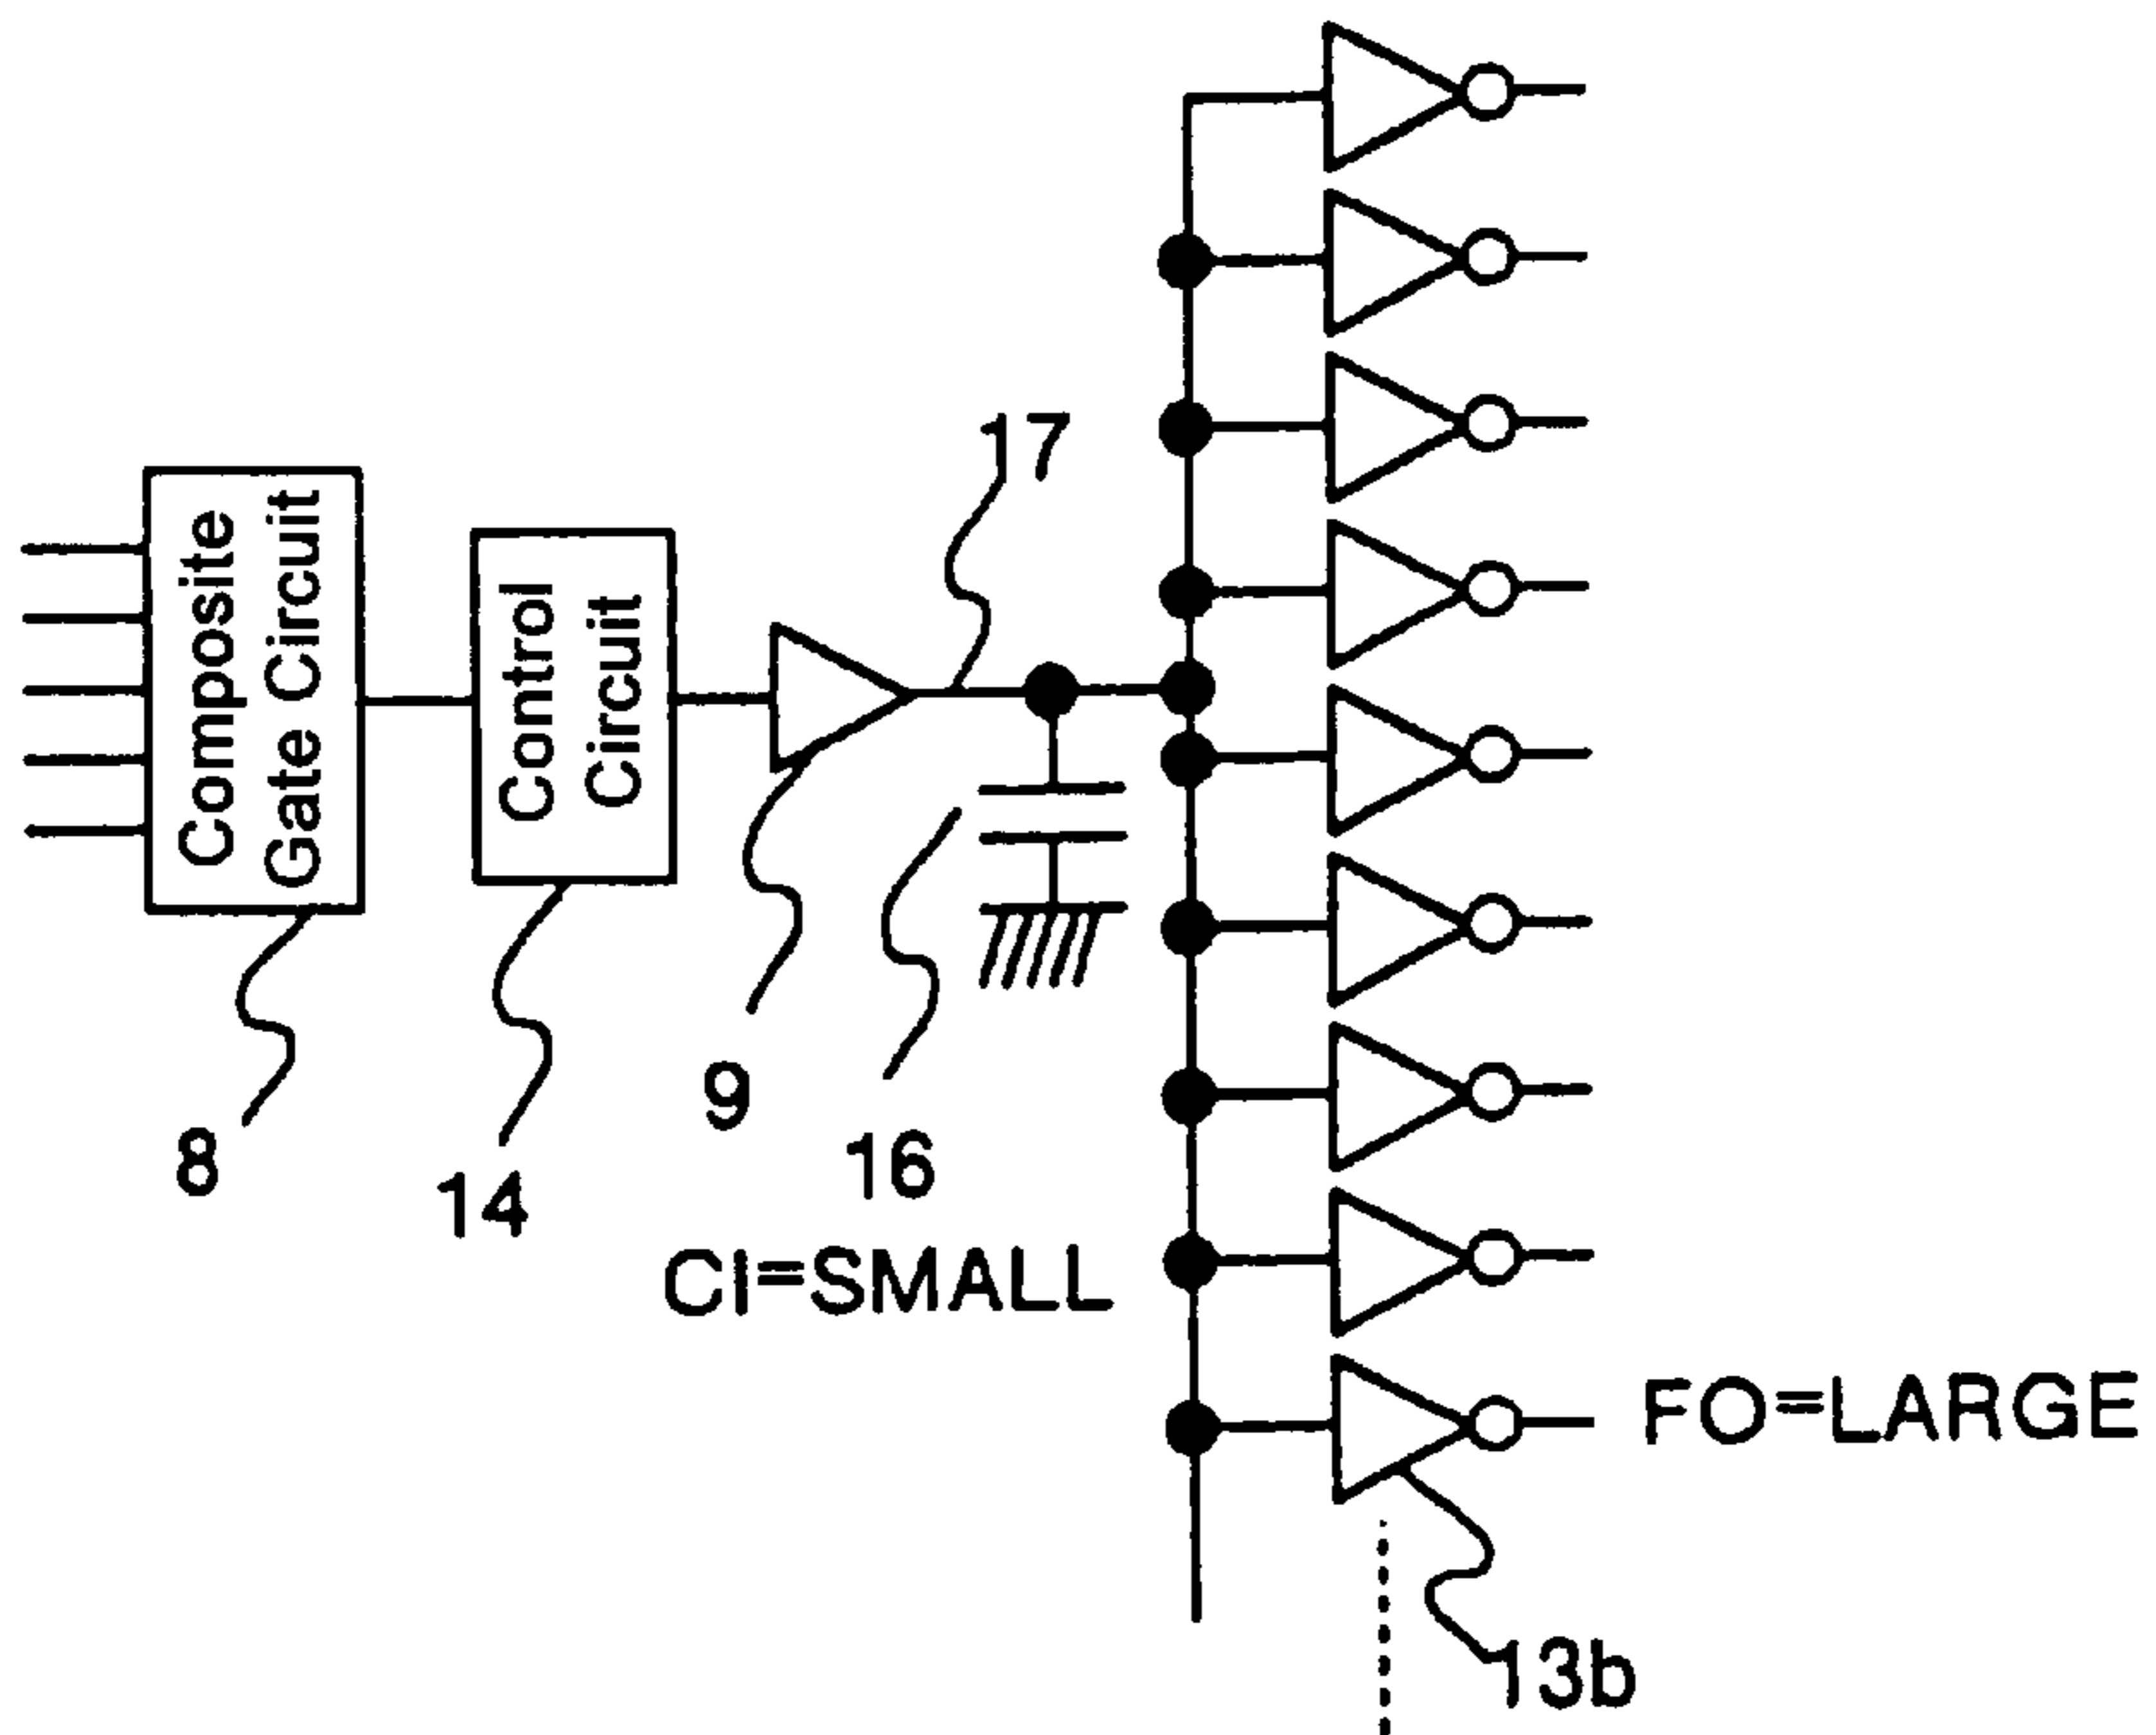 17
Composite
Gate Circuit
Control
Circuit
9
8
16
14
CI=SMALL
FO=LARGE
13b